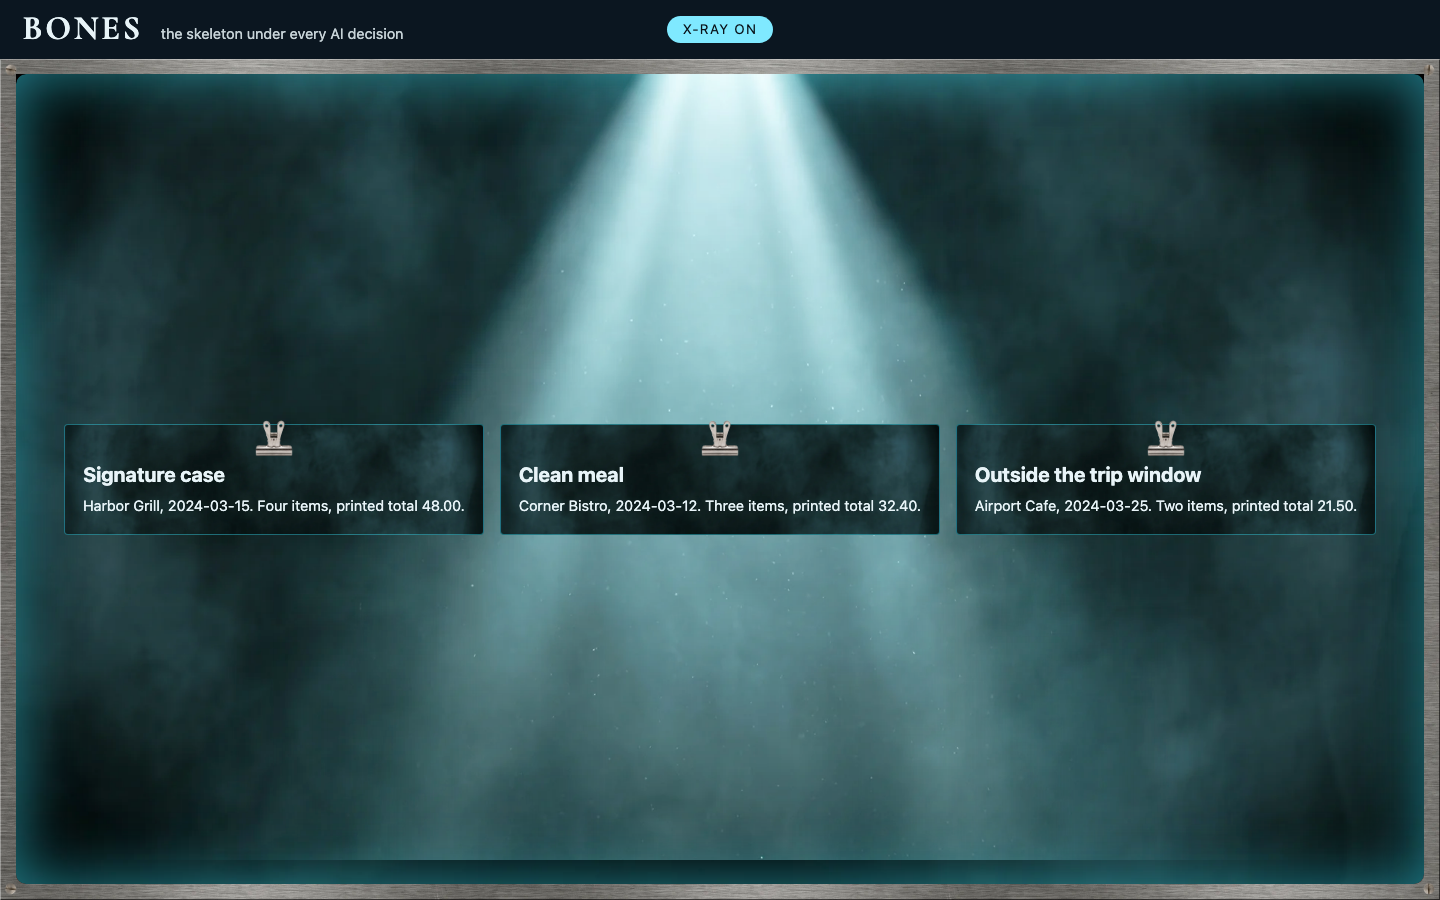 BONES
the skeleton under every AI decision
X-RAY ON
Signature case
Harbor Grill, 2024-03-15. Four items, printed total 48.00.
Clean meal
Corner Bistro, 2024-03-12. Three items, printed total 32.40.
Outside the trip window
Airport Cafe, 2024-03-25. Two items, printed total 21.50.